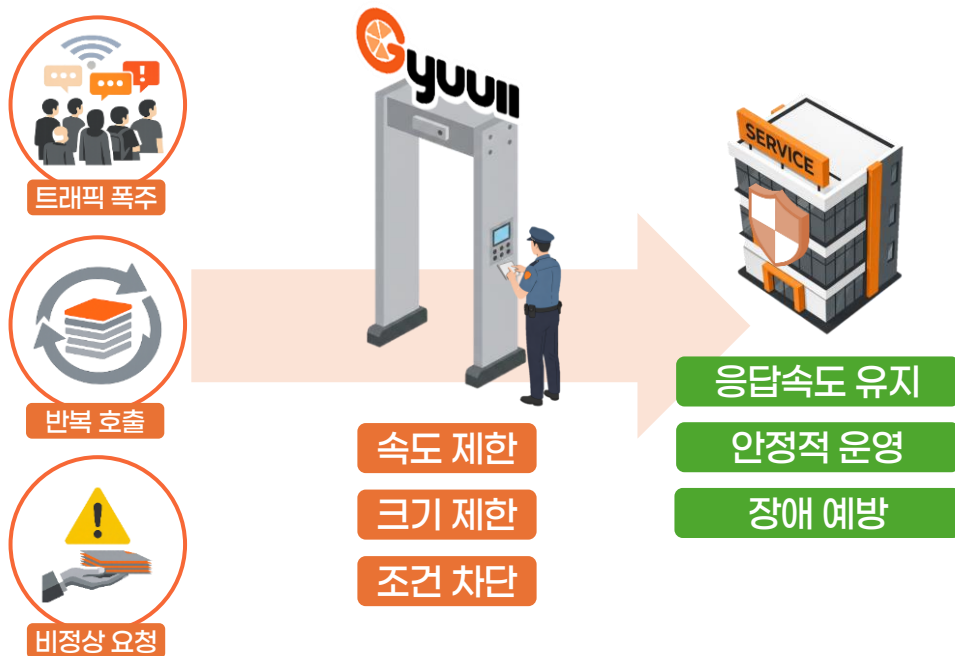 트래픽 폭주
반복 호출
비정상 요청
Gyuuii
속도 제한
크기 제한
조건 차단
SERVICE
응답속도 유지
안정적 운영
장애 예방